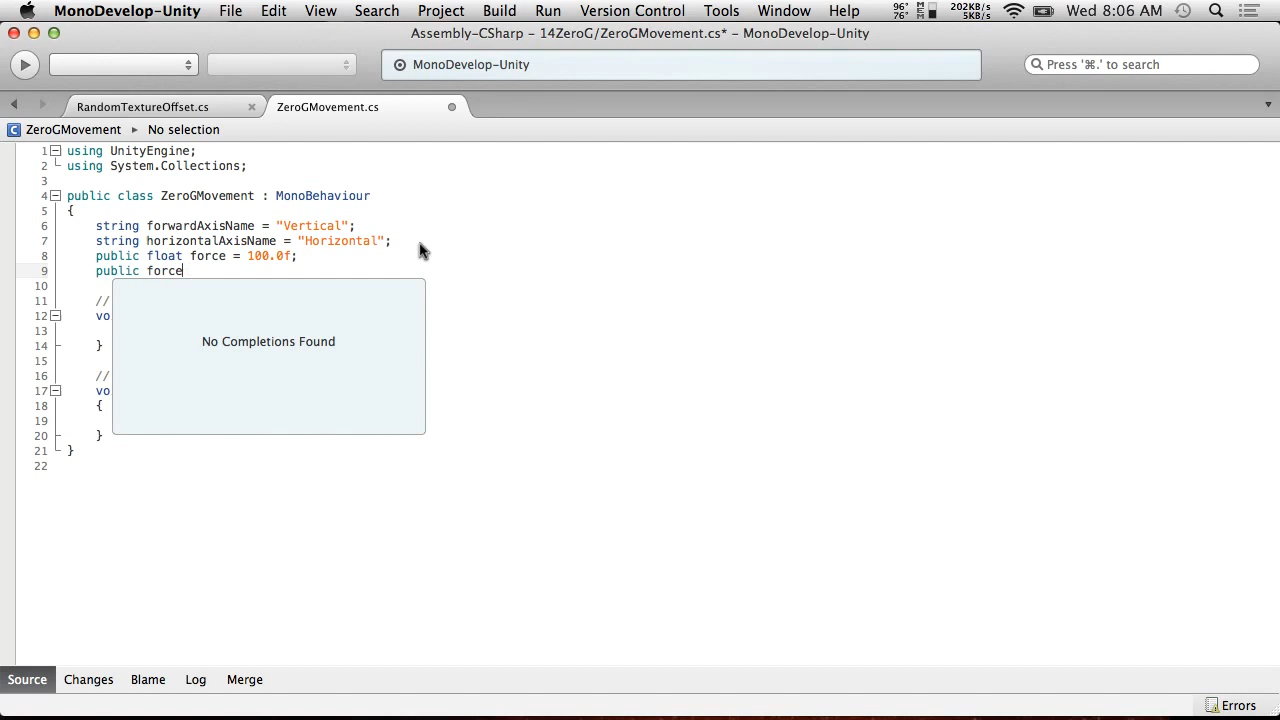 MonoDevelop-Unity File Edit View Search Project Build Run Version Control Tools Window Help 96° 76° M M 202KB/s 5KB/s Wed 8:06 AM
Assembly-CSharp – 14ZeroG/ZeroGMovement.cs* – MonoDevelop-Unity
MonoDevelop-Unity
Press '⌘.' to search
RandomTextureOffset.cs × ZeroGMovement.cs
C ZeroGMovement ▸ No selection
1 using UnityEngine;
2 using System.Collections;
3
4 public class ZeroGMovement : MonoBehaviour
5 {
6 string forwardAxisName = "Vertical";
7 string horizontalAxisName = "Horizontal";
8 public float force = 100.0f;
9 public force
10
11 //
12 vo
13
No Completions Found
14 }
15
16 //
17 vo
18 {
19
20 }
21 }
22
Source Changes Blame Log Merge
Errors